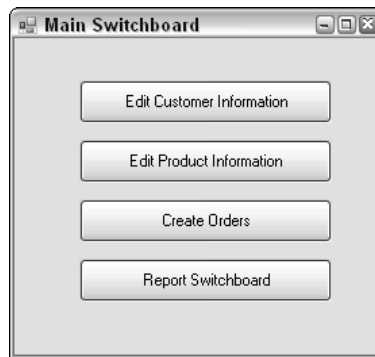 Main Switchboard
Edit Customer Information
Edit Product Information
Create Orders
Report Switchboard